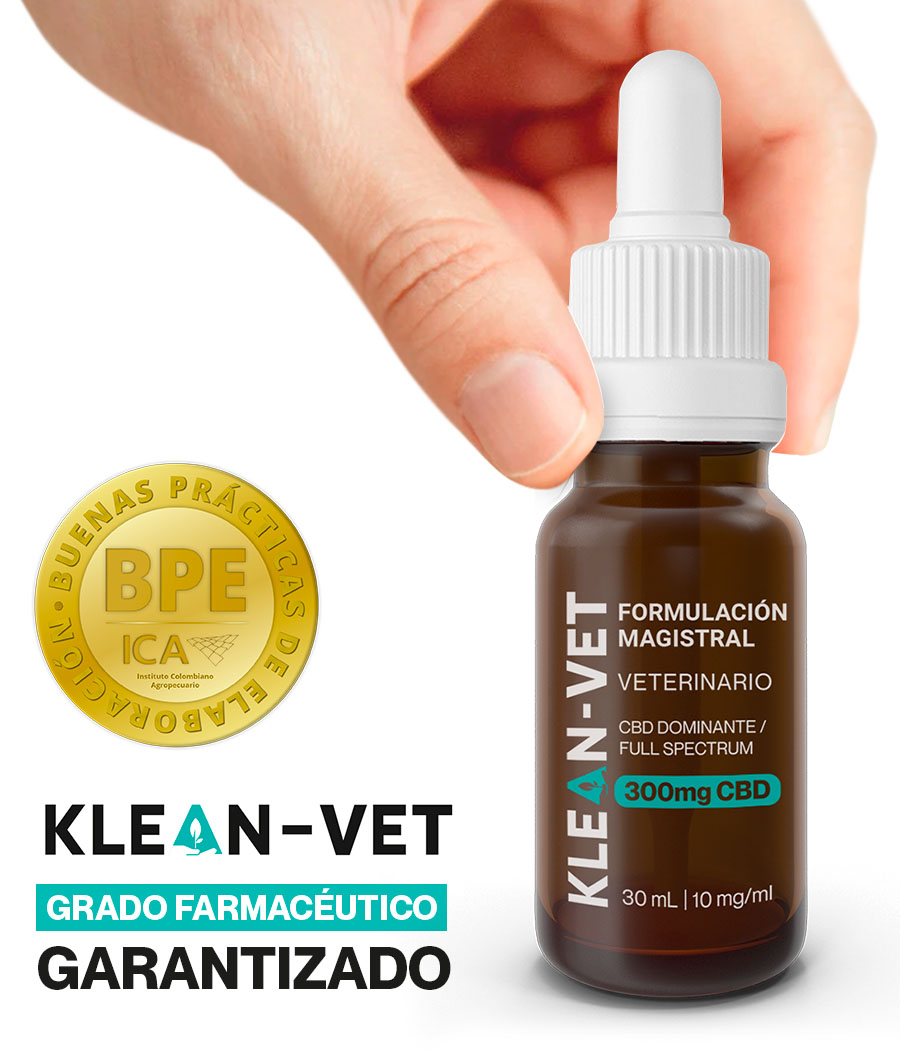 BUENAS PRÁCTICAS DE ELABORACIÓN •
BPE
ICA
Instituto Colombiano
Agropecuario
KLEAN-VET
GRADO FARMACÉUTICO
GARANTIZADO
KLEAN-VET
FORMULACIÓN
MAGISTRAL
VETERINARIO
CBD DOMINANTE /
FULL SPECTRUM
300mg CBD
30 mL | 10 mg/ml